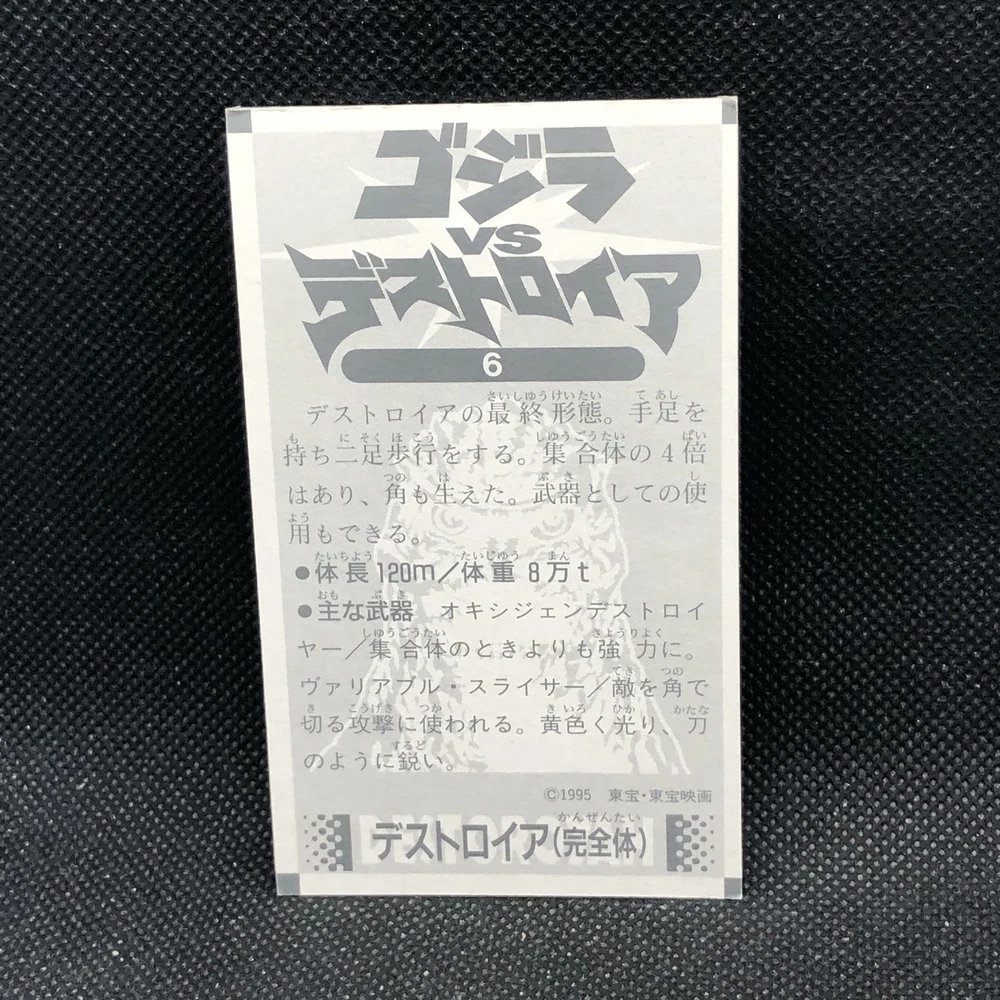 ゴジラ
VS
デストロイア
6
デストロイアの最終形態。手足を
持ち二足歩行をする。集合体の4倍
はあり、角も生えた。武器としての使
用もできる。
●体長120m／体重 8万t
●主な武器　オキシジェンデストロイ
ヤー／集合体のときよりも強力に。
ヴァリアブル・スライサー／敵を角で
切る攻撃に使われる。黄色く光り、刀
のように鋭い。
©1995　東宝・東宝映画
デストロイア(完全体)